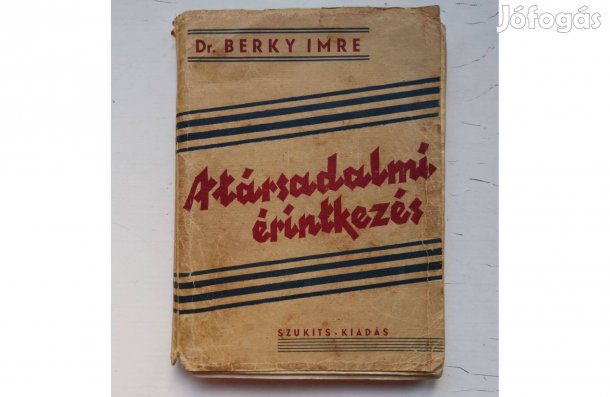 Jófogás
Dr. BERKY IMRE
A társadalmi
érintkezés
SZUKITS-KIADÁS